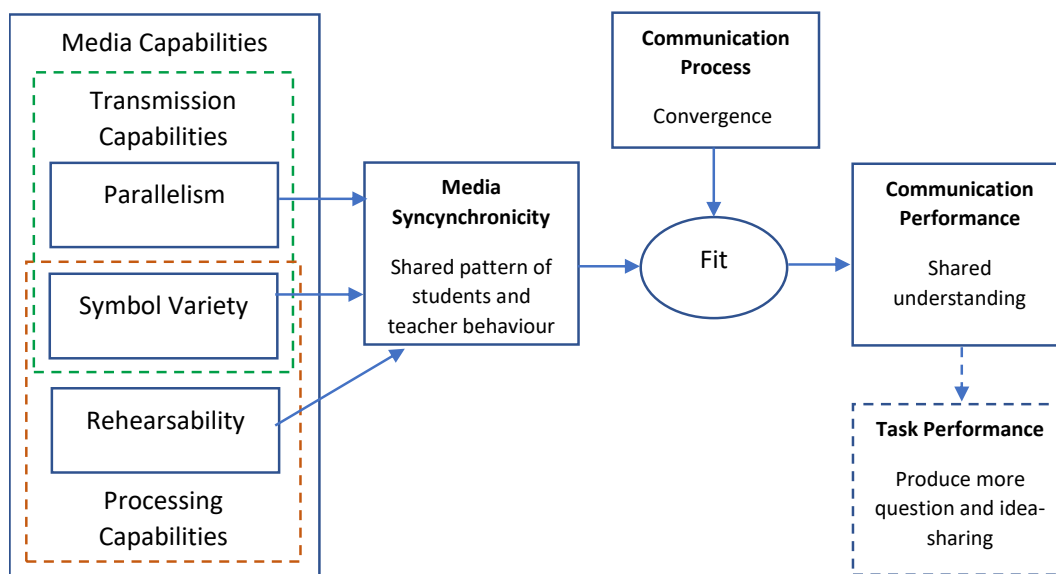 Media Capabilities
Transmission
Capabilities
Parallelism
Symbol Variety
Rehearsability
Processing
Capabilities
Media
Syncynchronicity
Shared pattern of
students and
teacher behaviour
Communication
Process
Convergence
Fit
Communication
Performance
Shared
understanding
Task Performance
Produce more
question and idea-
sharing